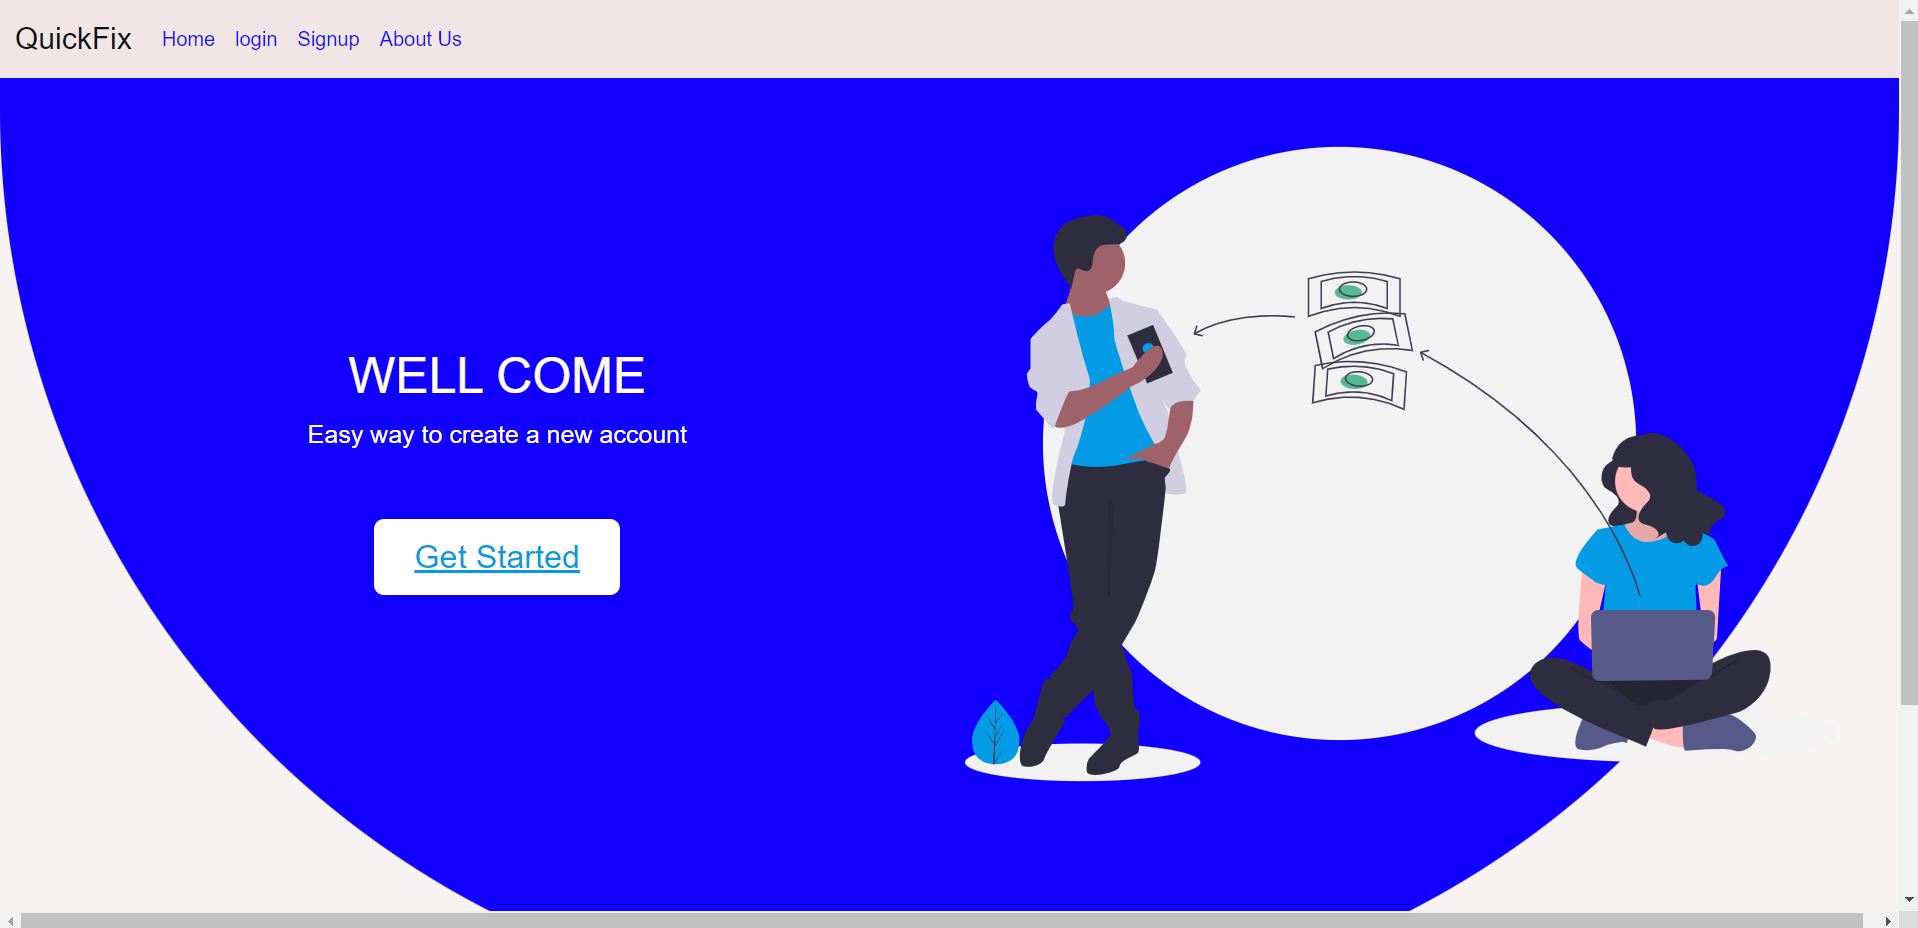 QuickFix Home login Signup About Us
WELL COME
Easy way to create a new account
Get Started